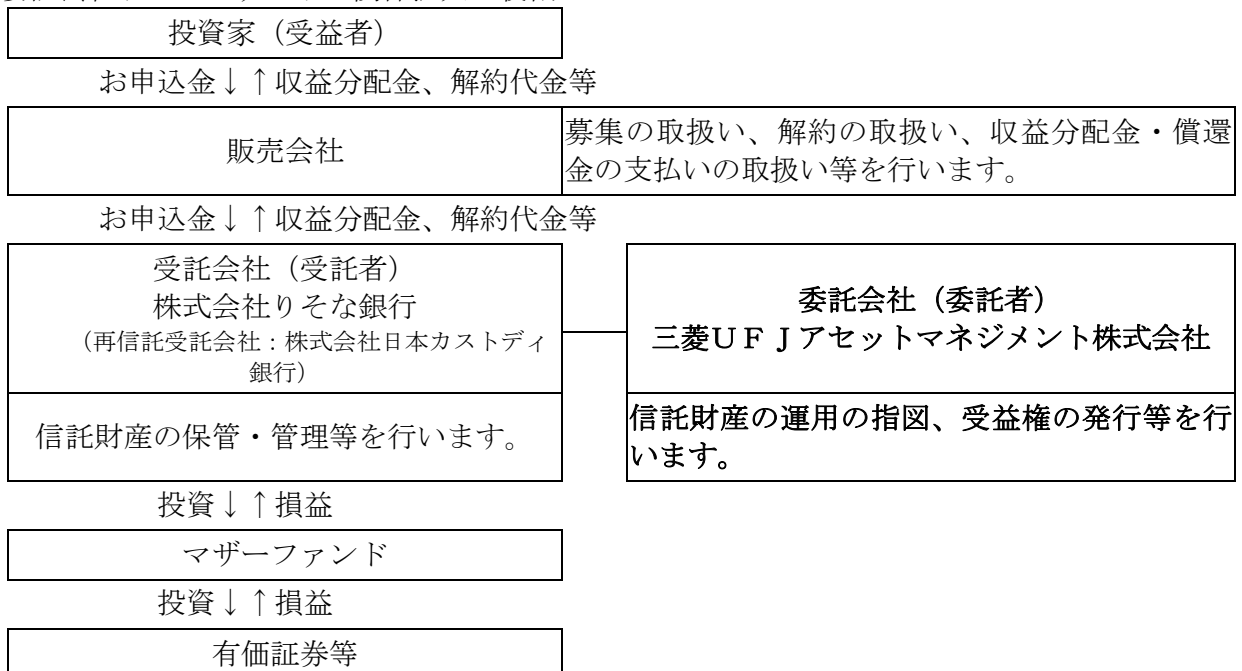 投資家（受益者）
お申込金↓↑収益分配金、解約代金等
販売会社
募集の取扱い、解約の取扱い、収益分配金・償還
金の支払いの取扱い等を行います。
お申込金↓↑収益分配金、解約代金等
受託会社（受託者）
株式会社りそな銀行
（再信託受託会社：株式会社日本カストディ
銀行）
委託会社（委託者）
三菱ＵＦＪアセットマネジメント株式会社
信託財産の保管・管理等を行います。
信託財産の運用の指図、受益権の発行等を行
います。
投資↓↑損益
マザーファンド
投資↓↑損益
有価証券等